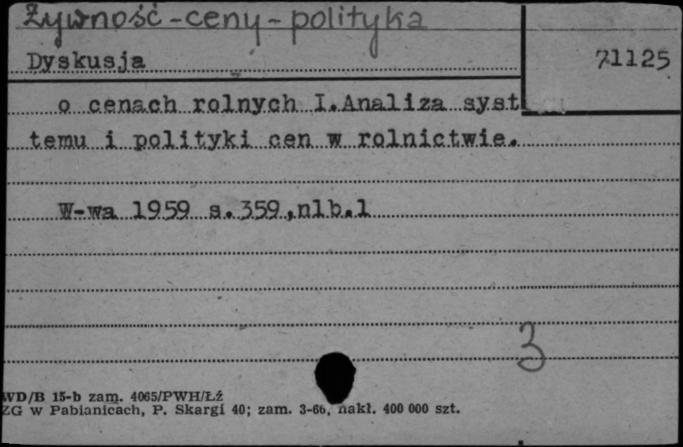 Żywność - ceny - polityka
Dyskusja
71125
o cenach rolnych I.Analiza syst
temu i polityki cen w rolnictwie.
W-wa 1959 s.359,nlb.1
3
WD/B 15-b zam. 4065/PWH/Łź
ZG w Pabianicach, P. Skargi 40; zam. 3-66, nakł. 400 000 szt.